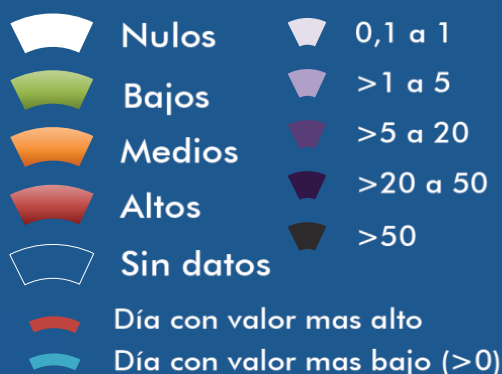 Nulos
Bajos
Medios
Altos
Sin datos
0,1 a 1
>1 a 5
>5 a 20
>20 a 50
>50
Día con valor mas alto
Día con valor mas bajo (>0)